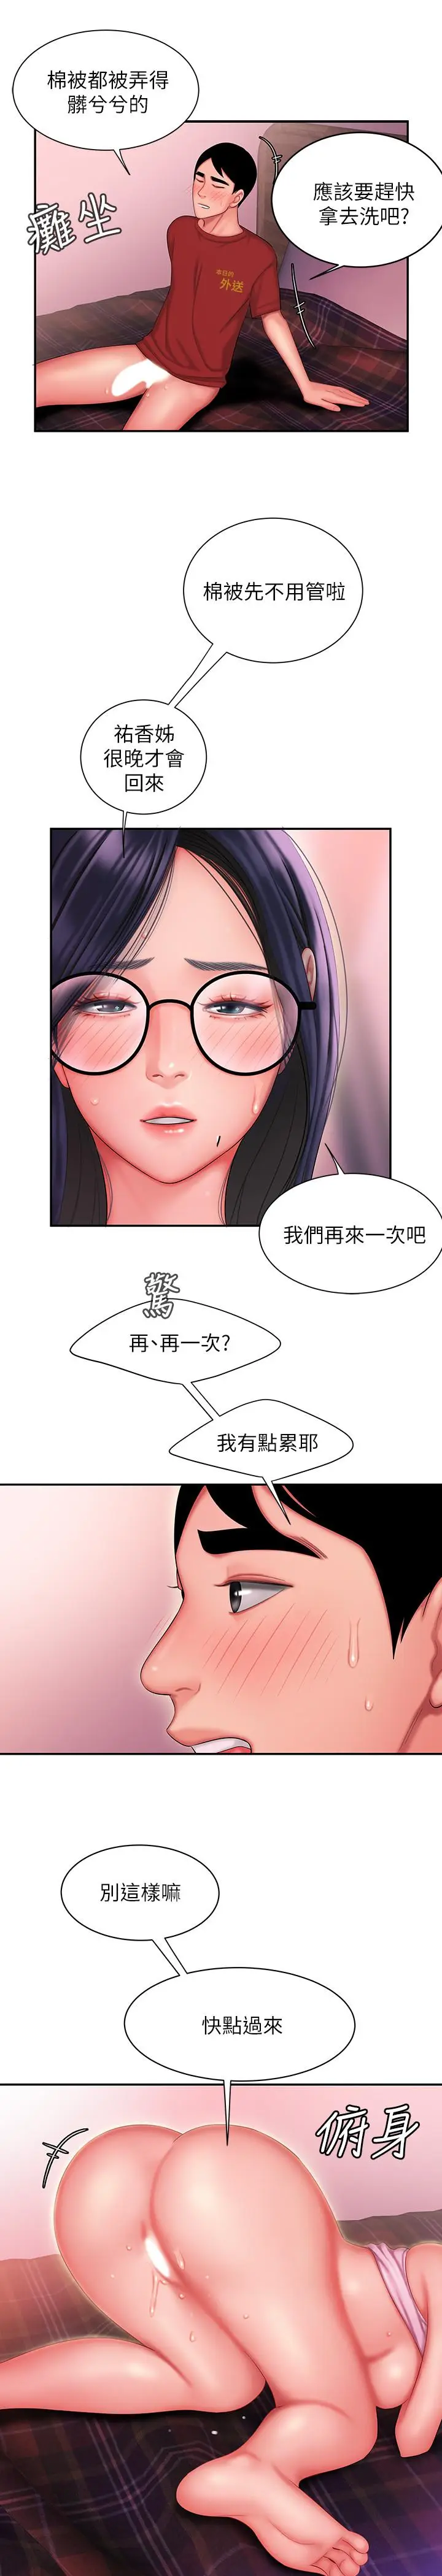 棉被都被弄得
髒兮兮的
癱坐
應該要趕快
拿去洗吧?
本日的
外送
棉被先不用管啦
祐香姊
很晚才會
回來
我們再來一次吧
驚
再、再一次?
我有點累耶
別這樣嘛
快點過來
俯身